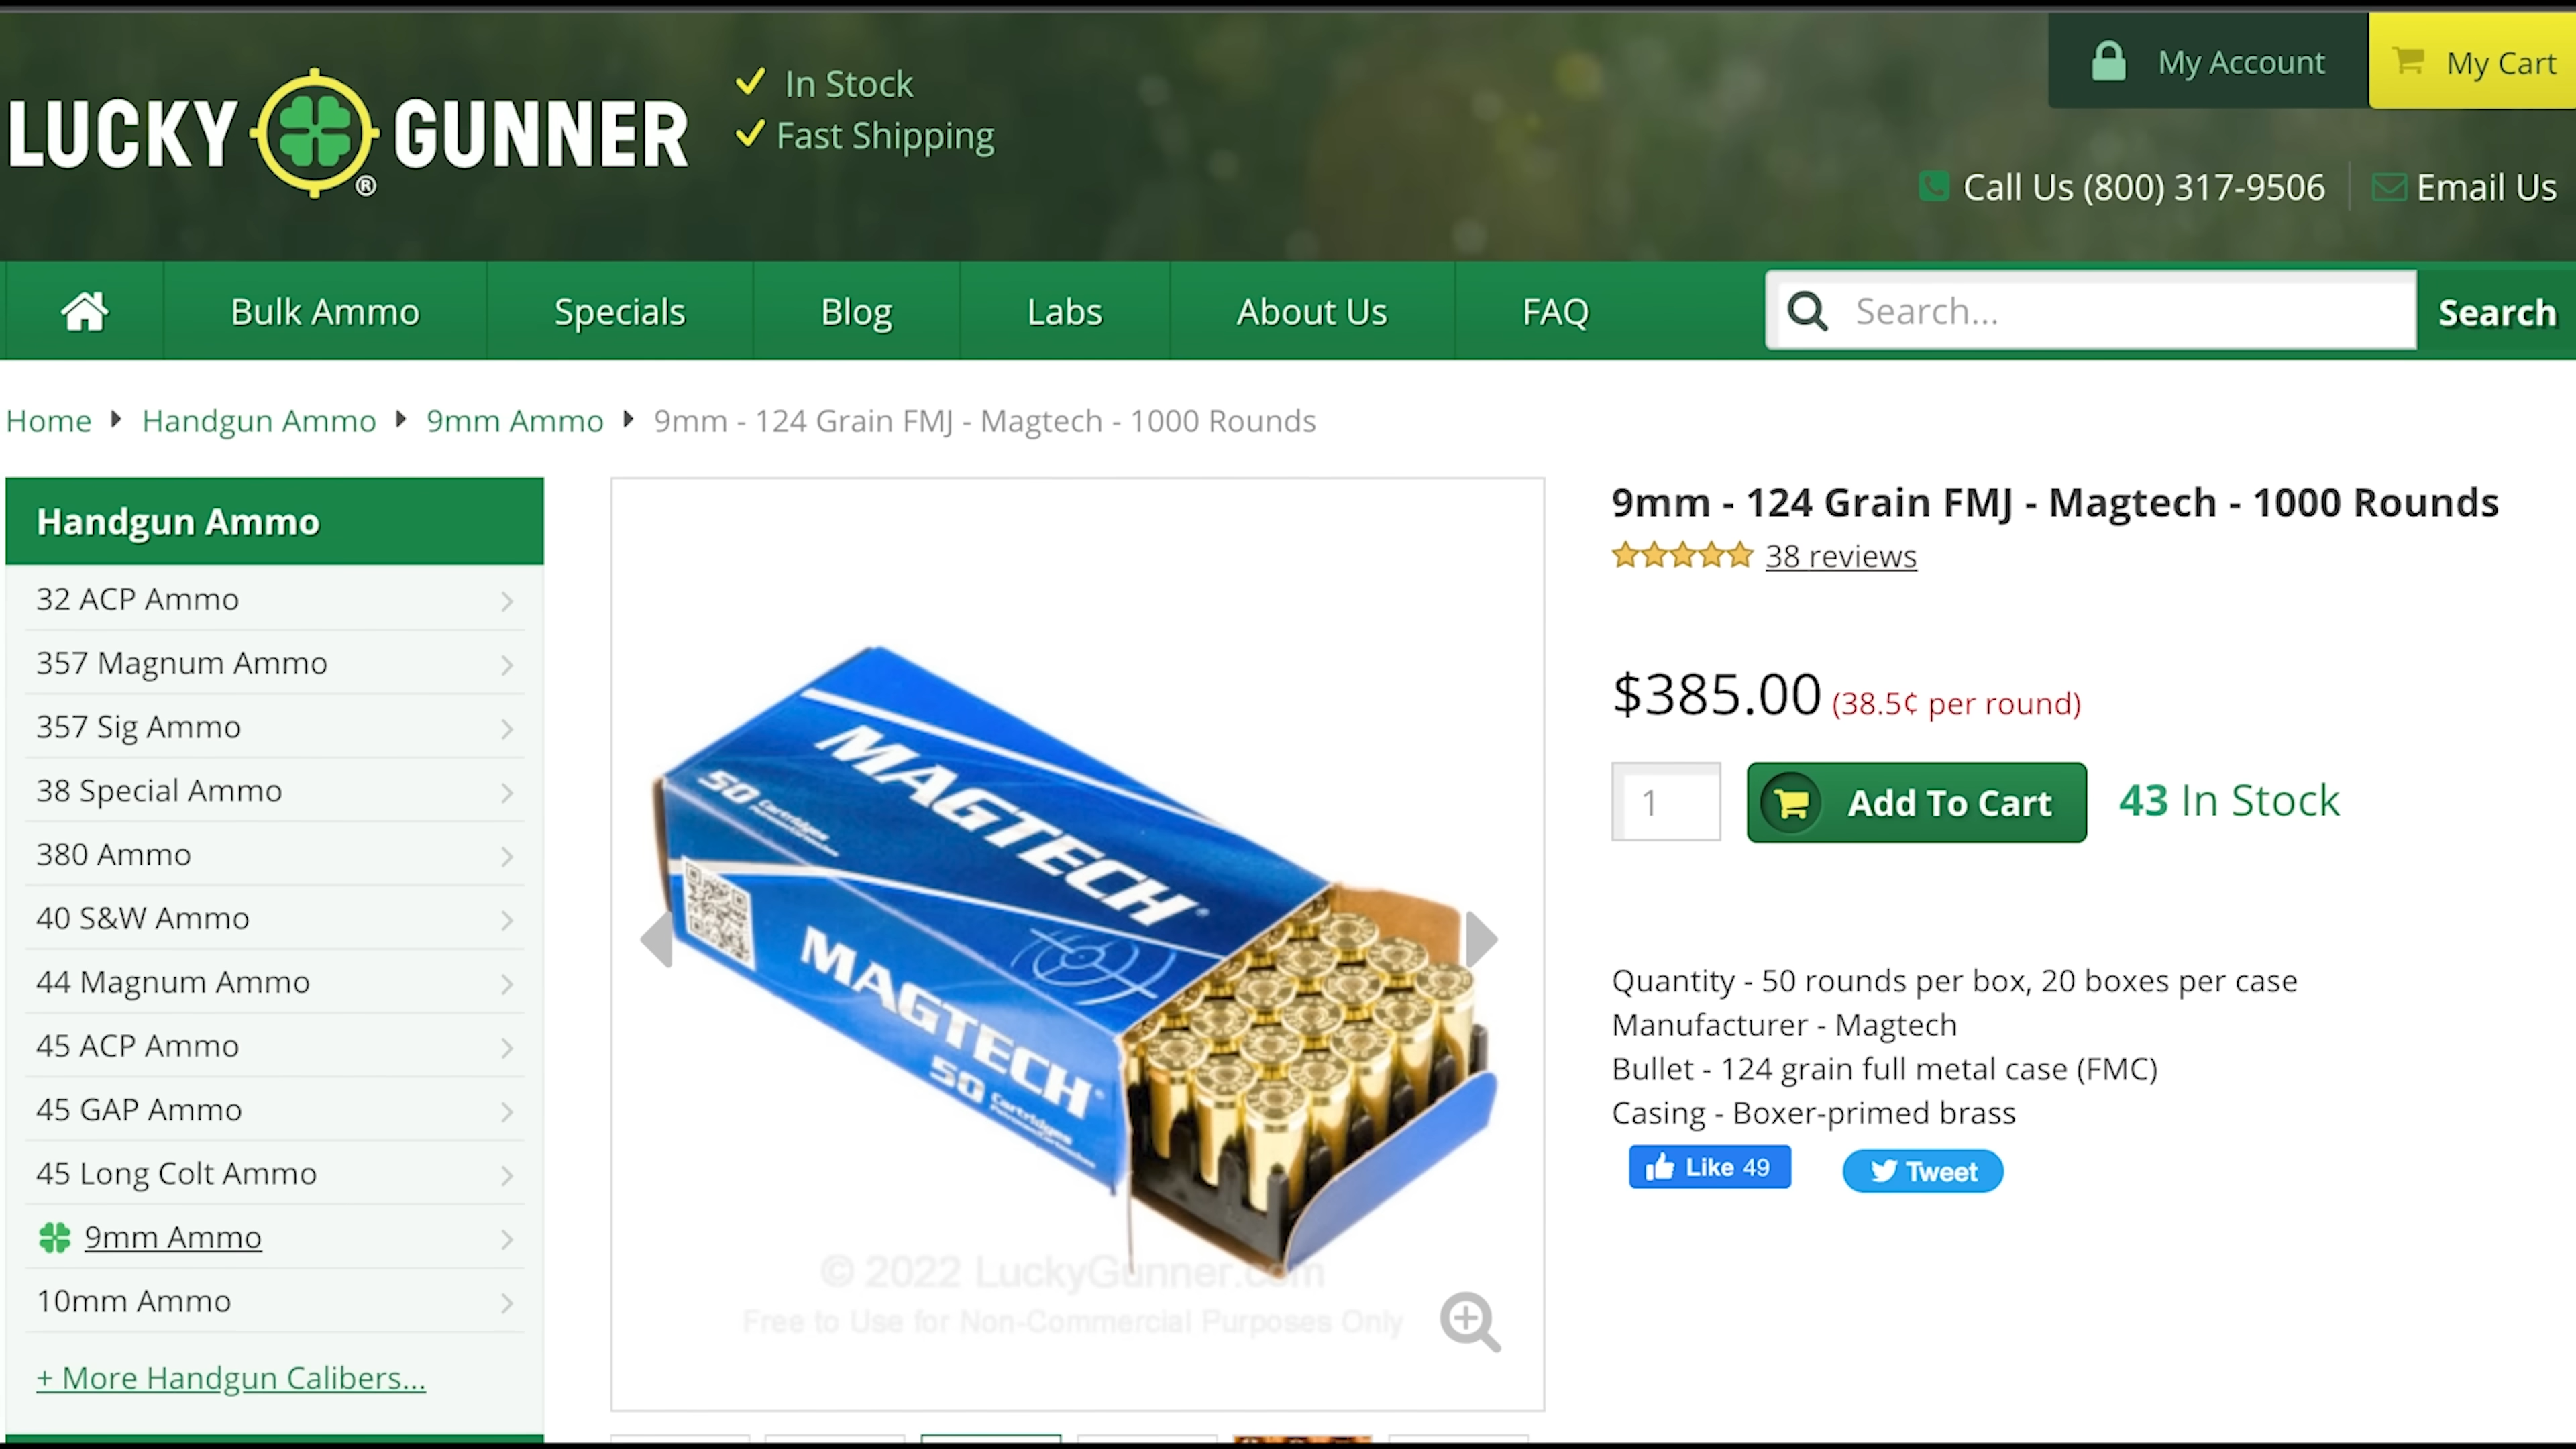 LUCKY GUNNER®
In Stock
Fast Shipping
My Account
My Cart
Call Us (800) 317-9506
Email Us
Bulk Ammo
Specials
Blog
Labs
About Us
FAQ
Search...
Search
Home
Handgun Ammo
9mm Ammo
9mm - 124 Grain FMJ - Magtech - 1000 Rounds
Handgun Ammo
32 ACP Ammo
357 Magnum Ammo
357 Sig Ammo
38 Special Ammo
380 Ammo
40 S&W Ammo
44 Magnum Ammo
45 ACP Ammo
45 GAP Ammo
45 Long Colt Ammo
9mm Ammo
10mm Ammo
+ More Handgun Calibers...
MAGTECH
50 Cartridges
MAGTECH
50 Cartridges
© 2022 LuckyGunner.com
Free to Use for Non-Commercial Purposes Only
9mm - 124 Grain FMJ - Magtech - 1000 Rounds
38 reviews
$385.00 (38.5¢ per round)
1
Add To Cart
43 In Stock
Quantity - 50 rounds per box, 20 boxes per case
Manufacturer - Magtech
Bullet - 124 grain full metal case (FMC)
Casing - Boxer-primed brass
Like 49
Tweet